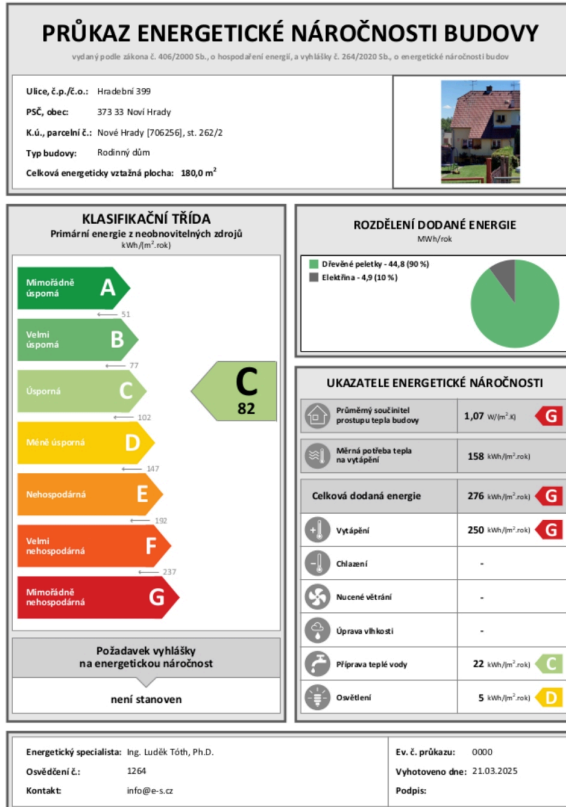 PRŮKAZ ENERGETICKÉ NÁROČNOSTI BUDOVY
vydaný podle zákona č. 406/2000 Sb., o hospodaření energií, a vyhlášky č. 264/2020 Sb., o energetické náročnosti budov
Ulice, č.p./č.o.: Hradební 399
PSČ, obec: 373 33 Noví Hrady
K.ú., parcelní č.: Nové Hrady [706256], st. 262/2
Typ budovy: Rodinný dům
Celková energeticky vztažná plocha: 180,0 m²
KLASIFIKAČNÍ TŘÍDA
Primární energie z neobnovitelných zdrojů
kWh/(m².rok)
Mimořádně
úsporná A
51
Velmi
úsporná B
77
Úsporná C
102
Méně úsporná D
147
Nehospodárná E
192
Velmi
nehospodárná F
237
Mimořádně
nehospodárná G
C
82
Požadavek vyhlášky
na energetickou náročnost
není stanoven
ROZDĚLENÍ DODANÉ ENERGIE
MWh/rok
Dřevěné peletky - 44,8 (90 %)
Elektřina - 4,9 (10 %)
UKAZATELE ENERGETICKÉ NÁROČNOSTI
Průměrný součinitel
prostupu tepla budovy 1,07 W/(m².K) G
Měrná potřeba tepla
na vytápění 158 kWh/(m².rok)
Celková dodaná energie 276 kWh/(m².rok) G
Vytápění 250 kWh/(m².rok) G
Chlazení -
Nucené větrání -
Úprava vlhkosti -
Příprava teplé vody 22 kWh/(m².rok) C
Osvětlení 5 kWh/(m².rok) D
Energetický specialista: Ing. Luděk Tóth, Ph.D.
Osvědčení č.: 1264
Kontakt: info@e-s.cz
Ev. č. průkazu: 0000
Vyhotoveno dne: 21.03.2025
Podpis: